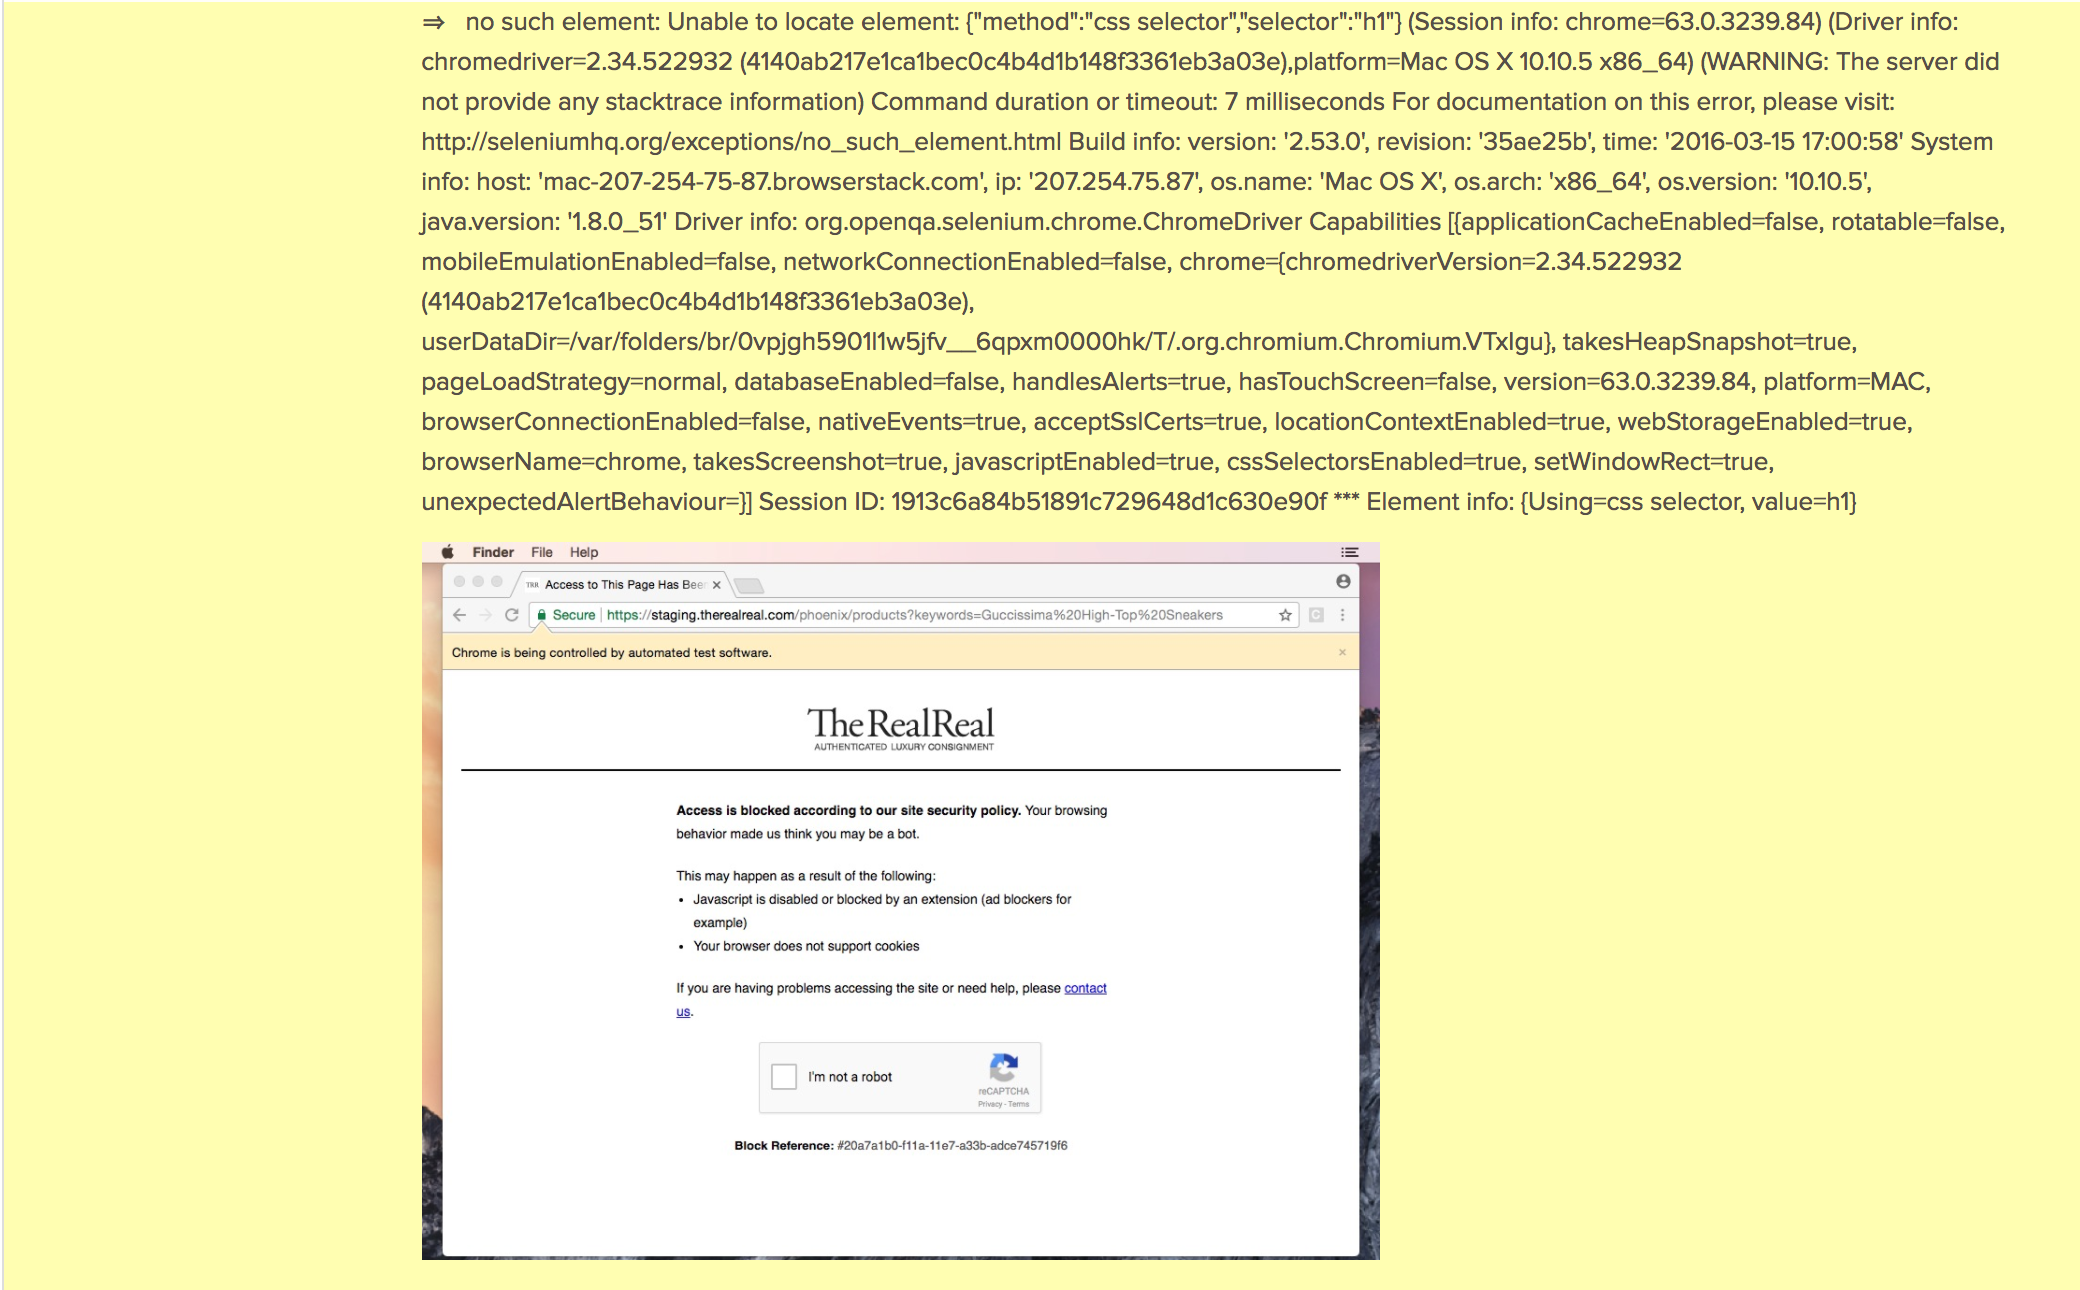 ⇒ no such element: Unable to locate element: {"method":"css selector","selector":"h1"} (Session info: chrome=63.0.3239.84) (Driver info:
chromedriver=2.34.522932 (4140ab217e1ca1bec0c4b4d1b148f3361eb3a03e),platform=Mac OS X 10.10.5 x86_64) (WARNING: The server did
not provide any stacktrace information) Command duration or timeout: 7 milliseconds For documentation on this error, please visit:
http://seleniumhq.org/exceptions/no_such_element.html Build info: version: '2.53.0', revision: '35ae25b', time: '2016-03-15 17:00:58' System
info: host: 'mac-207-254-75-87.browserstack.com', ip: '207.254.75.87', os.name: 'Mac OS X', os.arch: 'x86_64', os.version: '10.10.5',
java.version: '1.8.0_51' Driver info: org.openqa.selenium.chrome.ChromeDriver Capabilities [{applicationCacheEnabled=false, rotatable=false,
mobileEmulationEnabled=false, networkConnectionEnabled=false, chrome={chromedriverVersion=2.34.522932
(4140ab217e1ca1bec0c4b4d1b148f3361eb3a03e),
userDataDir=/var/folders/br/0vpjgh5901l1w5jfv__6qpxm0000hk/T/.org.chromium.Chromium.VTxlgu}, takesHeapSnapshot=true,
pageLoadStrategy=normal, databaseEnabled=false, handlesAlerts=true, hasTouchScreen=false, version=63.0.3239.84, platform=MAC,
browserConnectionEnabled=false, nativeEvents=true, acceptSslCerts=true, locationContextEnabled=true, webStorageEnabled=true,
browserName=chrome, takesScreenshot=true, javascriptEnabled=true, cssSelectorsEnabled=true, setWindowRect=true,
unexpectedAlertBehaviour=}] Session ID: 1913c6a84b51891c729648d1c630e90f *** Element info: {Using=css selector, value=h1}
Finder File Help
TRR Access to This Page Has Been
Secure https://staging.therealreal.com/phoenix/products?keywords=Guccissima%20High-Top%20Sneakers
Chrome is being controlled by automated test software.
The RealReal
AUTHENTICATED LUXURY CONSIGNMENT
Access is blocked according to our site security policy. Your browsing
behavior made us think you may be a bot.
This may happen as a result of the following:
• Javascript is disabled or blocked by an extension (ad blockers for
example)
• Your browser does not support cookies
If you are having problems accessing the site or need help, please contact
us.
I'm not a robot
reCAPTCHA
Privacy - Terms
Block Reference: #20a7a1b0-f11a-11e7-a33b-adce745719f6